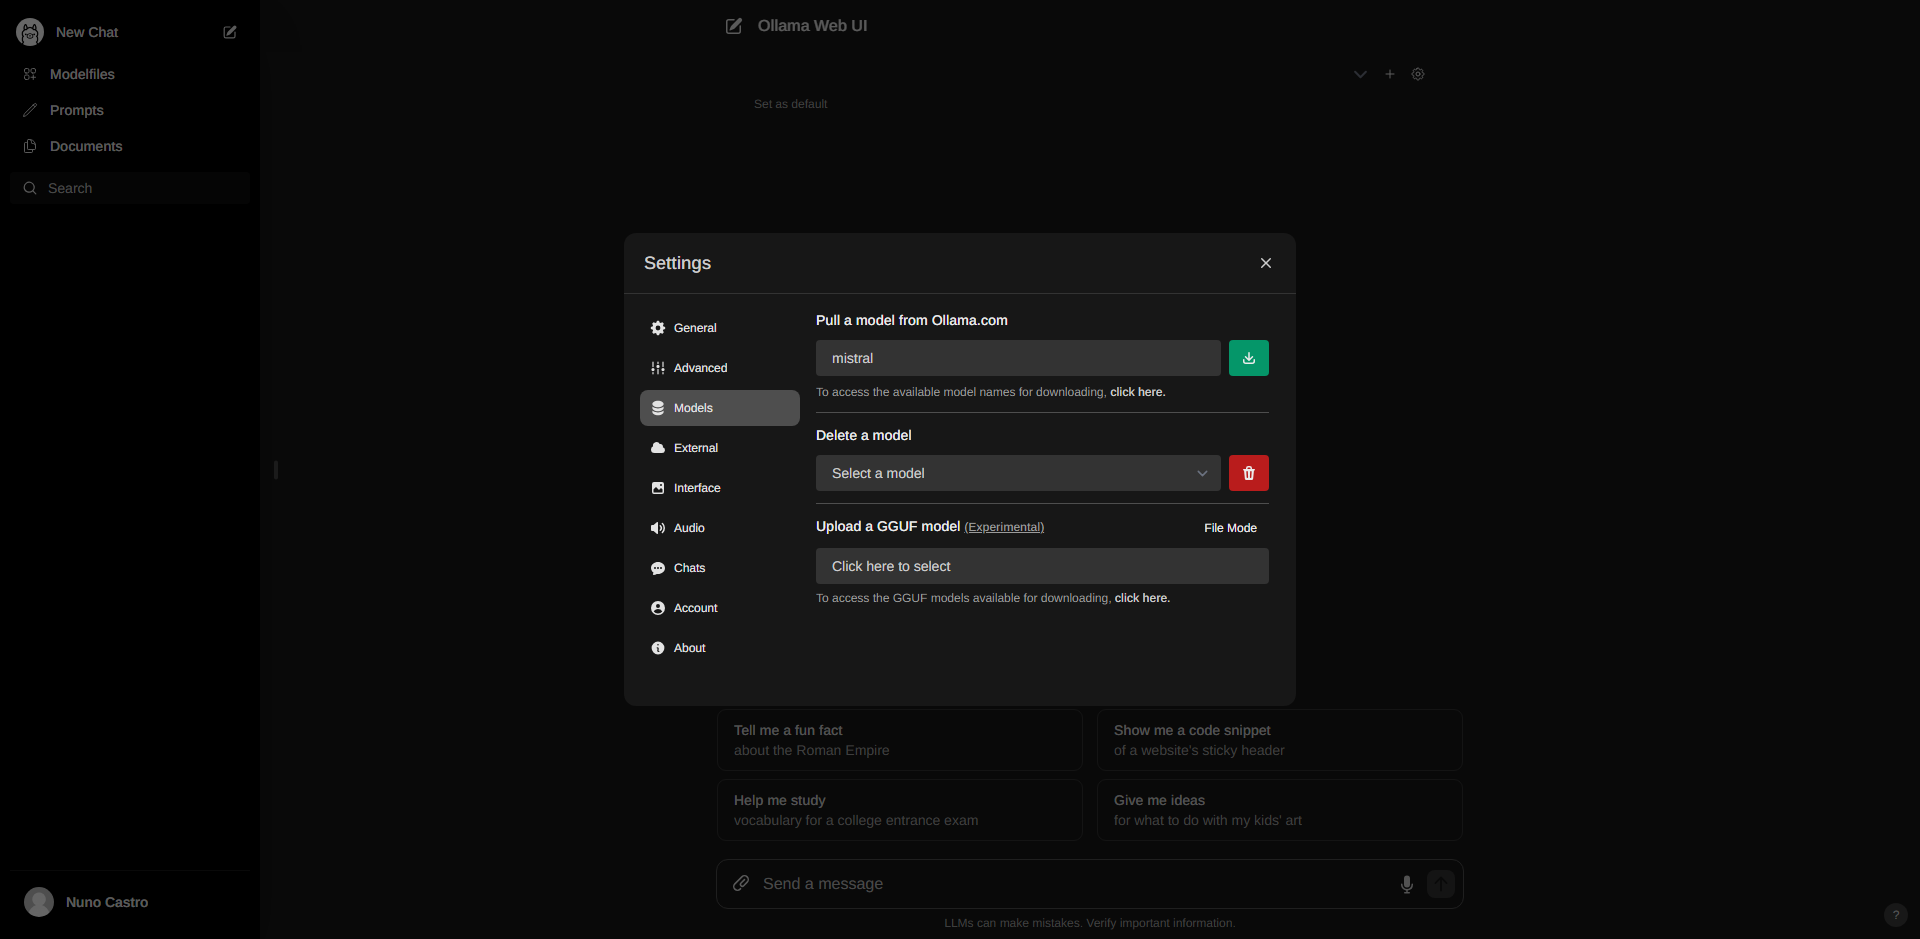 New Chat
Modelfiles
Prompts
Documents
Search
Nuno Castro
Ollama Web UI
Set as default
Settings
General
Advanced
Models
External
Interface
Audio
Chats
Account
About
Pull a model from Ollama.com
mistral
To access the available model names for downloading, click here.
Delete a model
Select a model
Upload a GGUF model (Experimental)
File Mode
Click here to select
To access the GGUF models available for downloading, click here.
Tell me a fun fact
about the Roman Empire
Show me a code snippet
of a website's sticky header
Help me study
vocabulary for a college entrance exam
Give me ideas
for what to do with my kids' art
Send a message
LLMs can make mistakes. Verify important information.
?